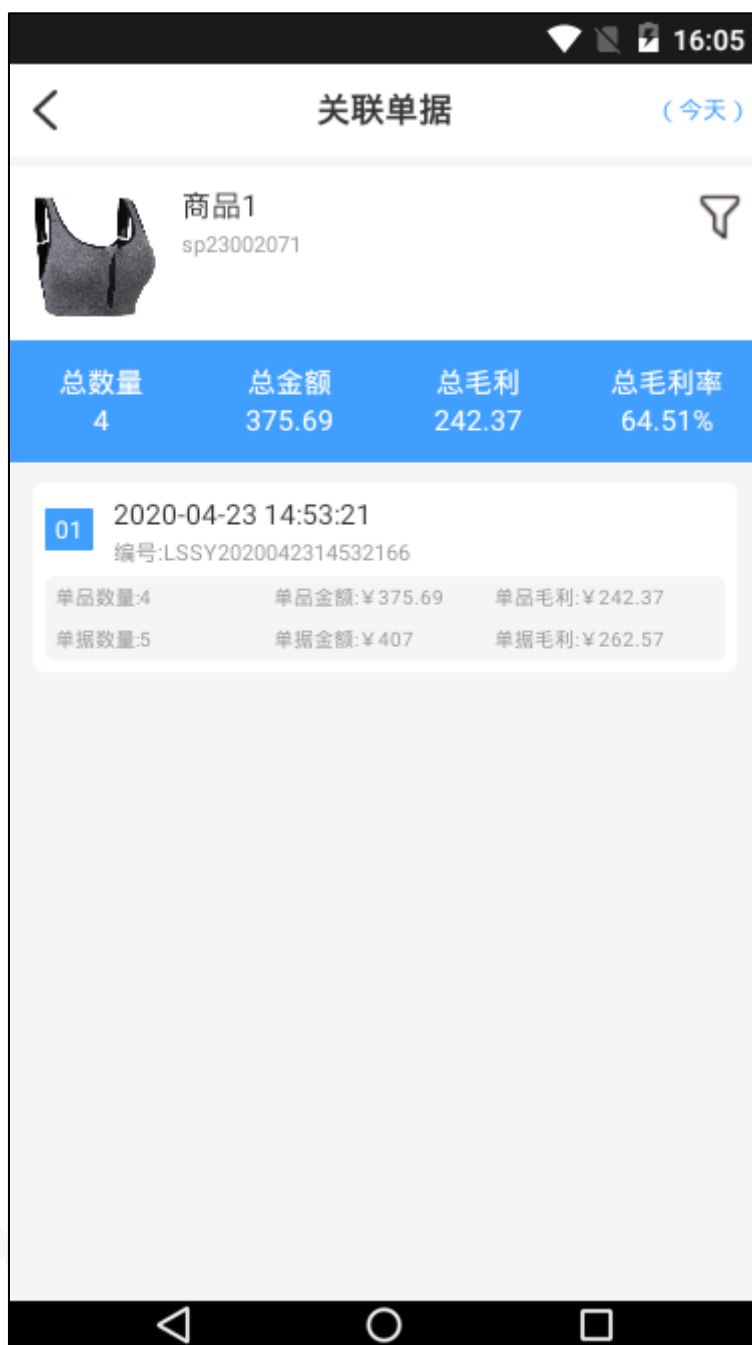 16:05
关联单据
（今天）
商品1
sp23002071
总数量 总金额 总毛利 总毛利率
4 375.69 242.37 64.51%
01
2020-04-23 14:53:21
编号:LSSY2020042314532166
单品数量:4 单品金额:¥375.69 单品毛利:¥242.37
单据数量:5 单据金额:¥407 单据毛利:¥262.57